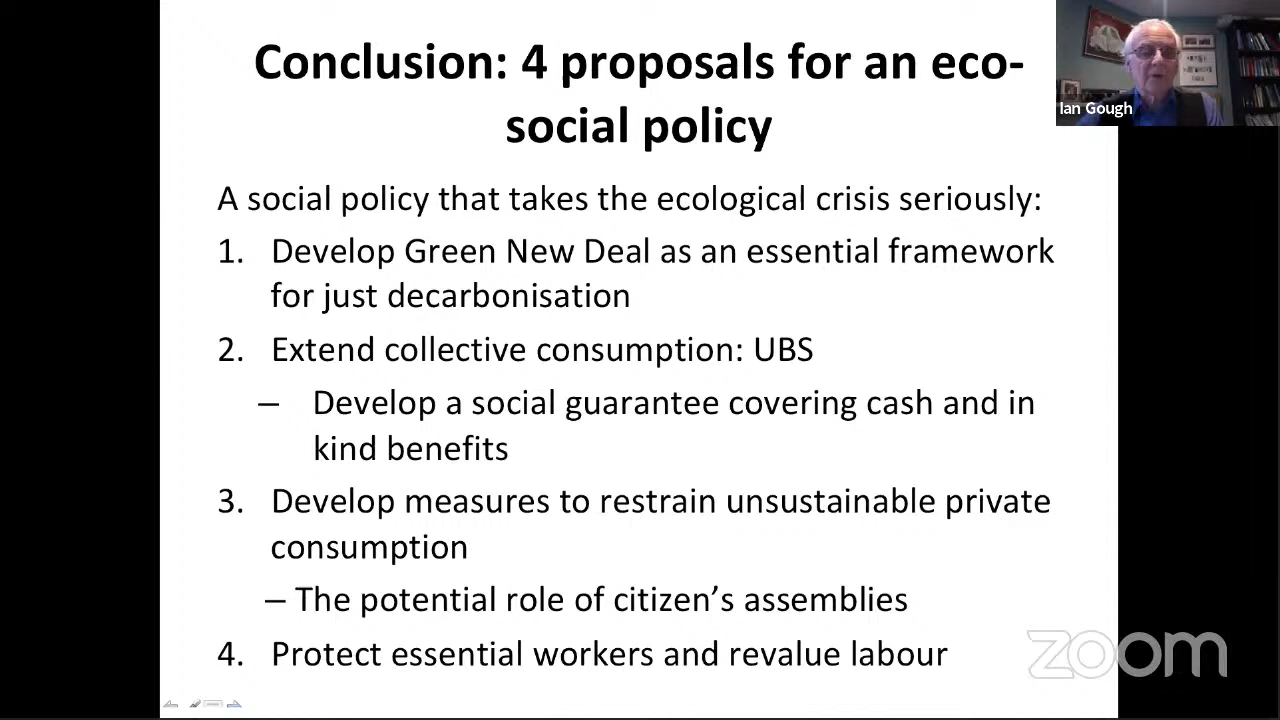 Conclusion: 4 proposals for an eco-
social policy
Ian Gough
A social policy that takes the ecological crisis seriously:
1. Develop Green New Deal as an essential framework
for just decarbonisation
2. Extend collective consumption: UBS
– Develop a social guarantee covering cash and in
kind benefits
3. Develop measures to restrain unsustainable private
consumption
– The potential role of citizen’s assemblies
4. Protect essential workers and revalue labour
zoom